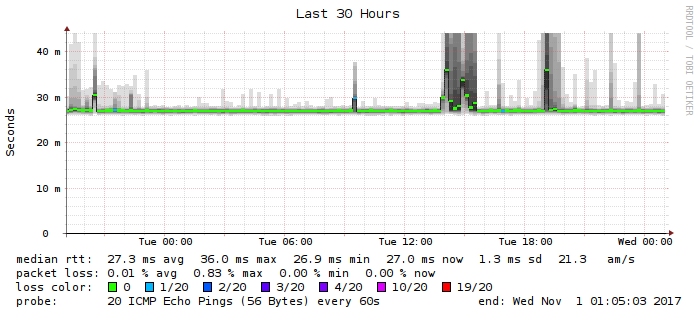 Last 30 Hours
RRDTOOL / TOBI OETIKER
Seconds
40 m
30 m
20 m
10 m
0
Tue 00:00 Tue 06:00 Tue 12:00 Tue 18:00 Wed 00:00
median rtt: 27.3 ms avg 36.0 ms max 26.9 ms min 27.0 ms now 1.3 ms sd 21.3 am/s
packet loss: 0.01 % avg 0.83 % max 0.00 % min 0.00 % now
loss color: 0 1/20 2/20 3/20 4/20 10/20 19/20
probe: 20 ICMP Echo Pings (56 Bytes) every 60s end: Wed Nov 1 01:05:03 2017